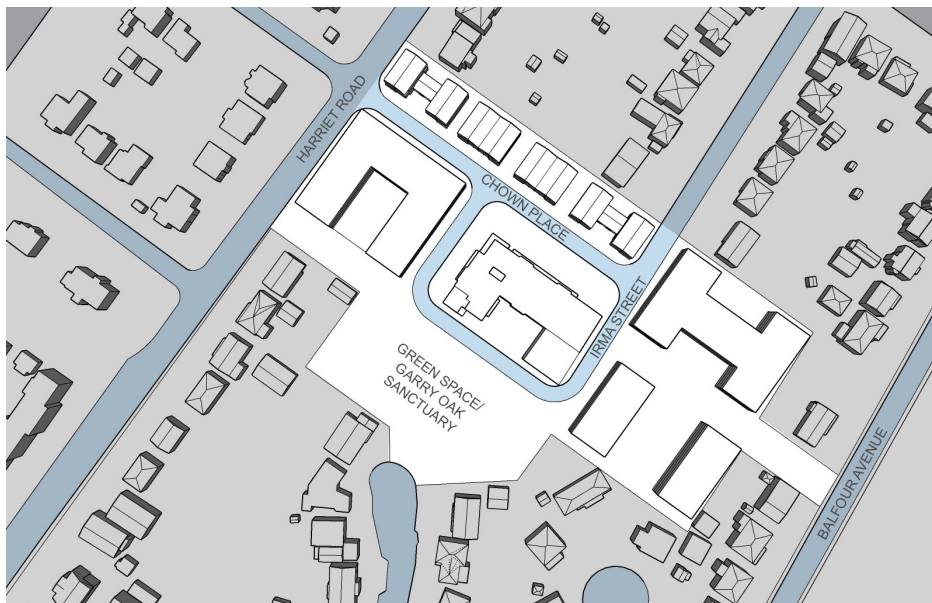 HARRIET ROAD
CHOWN PLACE
IRMA STREET
GREEN SPACE/
GARRY OAK
SANCTUARY
BALFOUR AVENUE